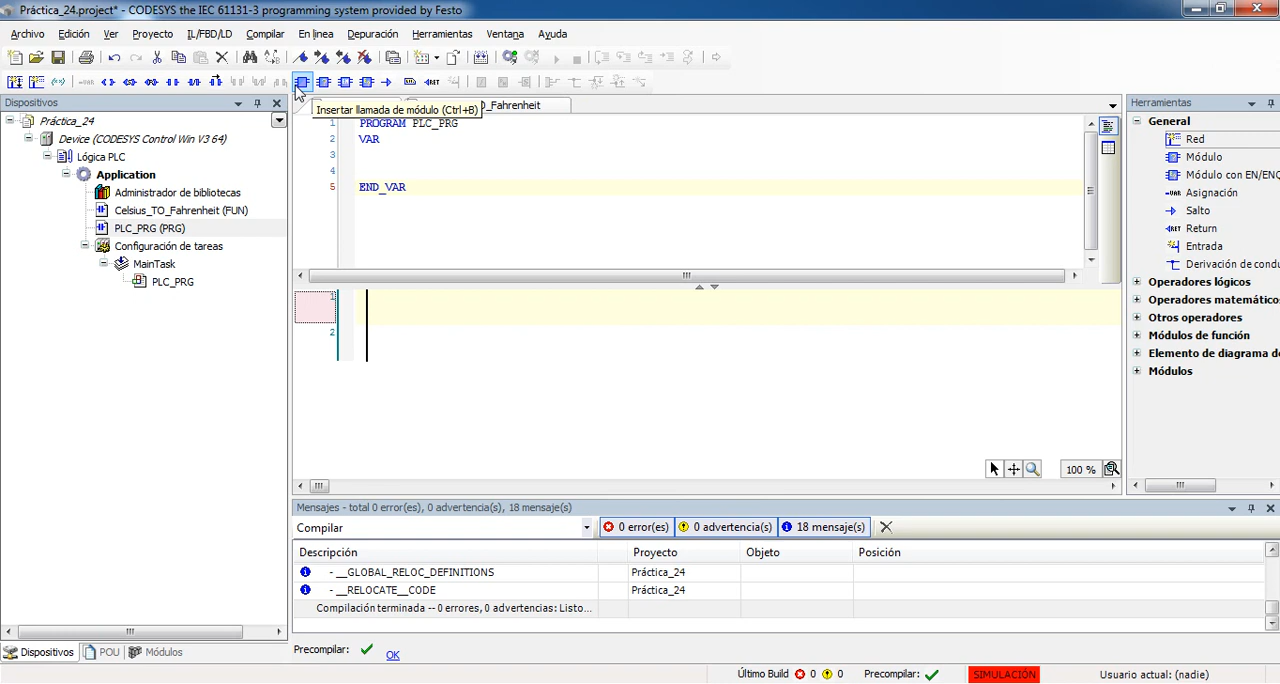 Práctica_24.project* - CODESYS the IEC 61131-3 programming system provided by Festo
Archivo Edición Ver Proyecto IL/FBD/LD Compilar En línea Depuración Herramientas Ventana Ayuda
Dispositivos
Práctica_24
Device (CODESYS Control Win V3 64)
Lógica PLC
Application
Administrador de bibliotecas
Celsius_TO_Fahrenheit (FUN)
PLC_PRG (PRG)
Configuración de tareas
MainTask
PLC_PRG
Dispositivos POU Módulos
O_Fahrenheit
Insertar llamada de módulo (Ctrl+B)
1 PROGRAM PLC_PRG
2 VAR
3
4
5 END_VAR
1
2
100 %
Herramientas
General
Red
Módulo
Módulo con EN/ENO
Asignación
Salto
Return
Entrada
Derivación de condu
Operadores lógicos
Operadores matemático
Otros operadores
Módulos de función
Elemento de diagrama de
Módulos
Mensajes - total 0 error(es), 0 advertencia(s), 18 mensaje(s)
Compilar 0 error(es) 0 advertencia(s) 18 mensaje(s)
Descripción Proyecto Objeto Posición
- __GLOBAL_RELOC_DEFINITIONS Práctica_24
- __RELOCATE__CODE Práctica_24
Compilación terminada -- 0 errores, 0 advertencias: Listo...
Precompilar: OK
Último Build 0 0 Precompilar: SIMULACIÓN Usuario actual: (nadie)